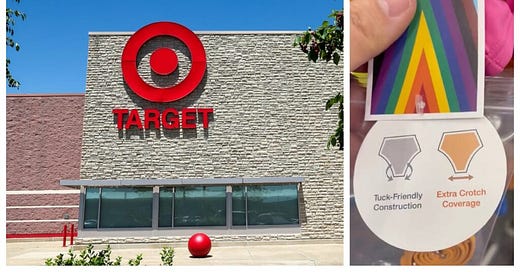 TARGET
Tuck-Friendly
Construction
Extra Crotch
Coverage